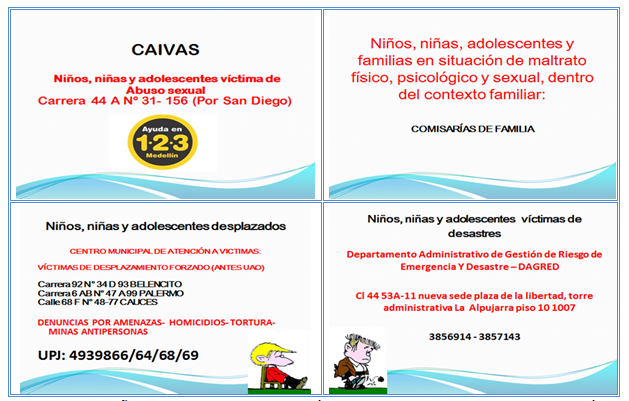 CAIVAS
Niños, niñas y adolescentes víctima de
Abuso sexual
Carrera 44 A Nº 31- 156 (Por San Diego)
Ayuda en
1·2·3
Medellín
Niños, niñas, adolescentes y
familias en situación de maltrato
físico, psicológico y sexual, dentro
del contexto familiar:
COMISARÍAS DE FAMILIA
Niños, niñas y adolescentes desplazados
CENTRO MUNICIPAL DE ATENCIÓN A VICTIMAS:
VÍCTIMAS DE DESPLAZAMIENTO FORZADO (ANTES UAO)
Carrera 92 N° 34 D 93 BELENCITO
Carrera 6 AB N° 47 A 99 PALERMO
Calle 68 F N° 48-77 CAUCES
DENUNCIAS POR AMENAZAS- HOMICIDIOS- TORTURA-
MINAS ANTIPERSONAS
UPJ: 4939866/64/68/69
Niños, niñas y adolescentes víctimas de
desastres
Departamento Administrativo de Gestión de Riesgo de
Emergencia Y Desastre – DAGRED
Cl 44 53A-11 nueva sede plaza de la libertad, torre
administrativa La Alpujarra piso 10 1007
3856914 - 3857143